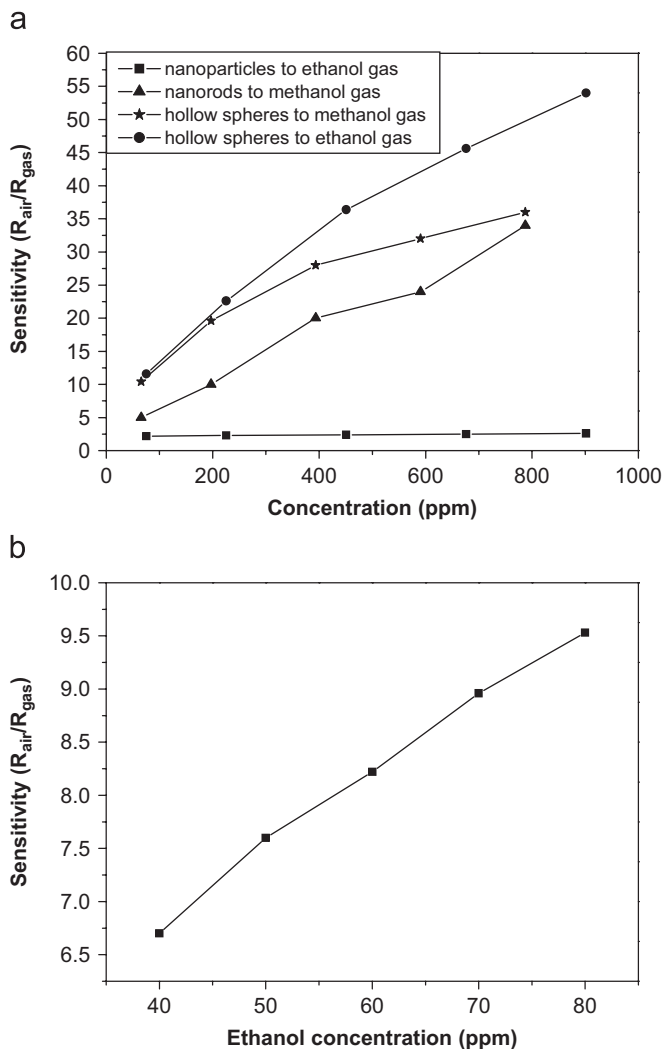 a
60
55
50
45
40
35
30
25
20
15
10
5
0
Sensitivity (Rair/Rgas)
nanoparticles to ethanol gas
nanorods to methanol gas
hollow spheres to methanol gas
hollow spheres to ethanol gas
0 200 400 600 800 1000
Concentration (ppm)
b
10.0
9.5
9.0
8.5
8.0
7.5
7.0
6.5
Sensitivity (Rair/Rgas)
40 50 60 70 80
Ethanol concentration (ppm)